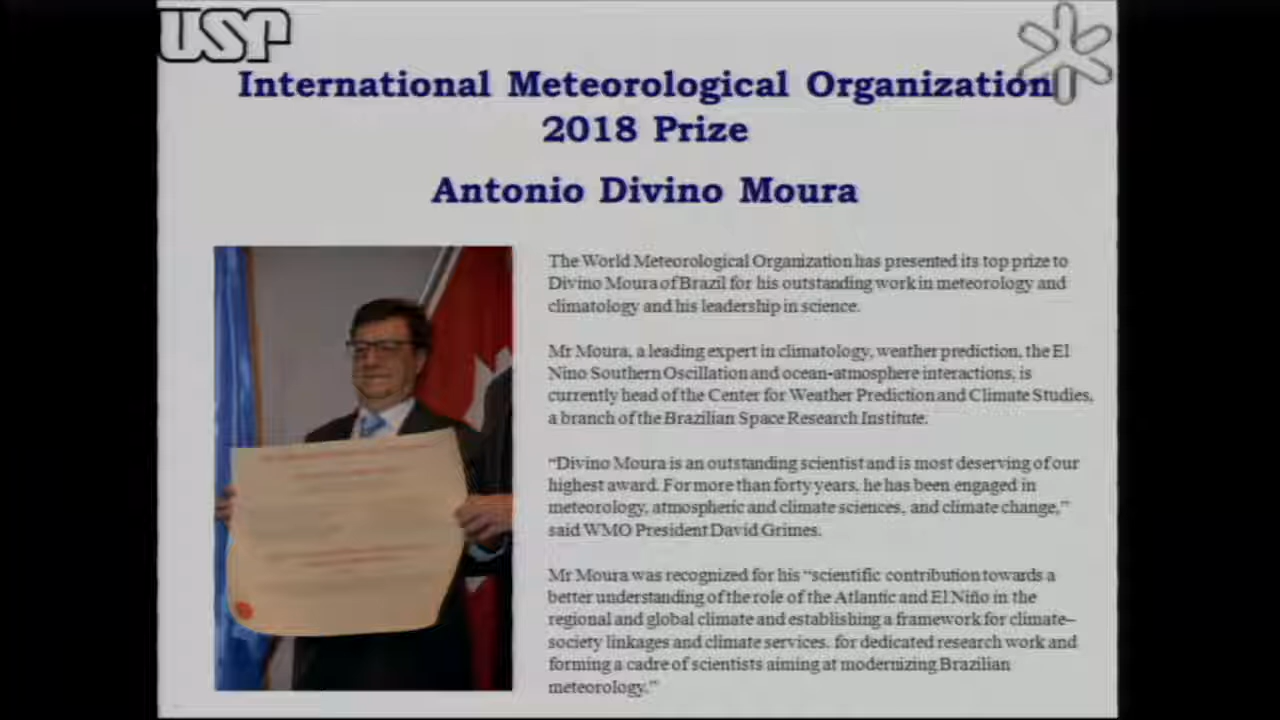 USP
International Meteorological Organization
2018 Prize
Antonio Divino Moura
The World Meteorological Organization has presented its top prize to
Divino Moura of Brazil for his outstanding work in meteorology and
climatology and his leadership in science.
Mr Moura, a leading expert in climatology, weather prediction, the El
Nino Southern Oscillation and ocean-atmosphere interactions, is
currently head of the Center for Weather Prediction and Climate Studies,
a branch of the Brazilian Space Research Institute.
“Divino Moura is an outstanding scientist and is most deserving of our
highest award. For more than forty years, he has been engaged in
meteorology, atmospheric and climate sciences, and climate change,”
said WMO President David Grimes.
Mr Moura was recognized for his “scientific contribution towards a
better understanding of the role of the Atlantic and El Niño in the
regional and global climate and establishing a framework for climate–
society linkages and climate services, for dedicated research work and
forming a cadre of scientists aiming at modernizing Brazilian
meteorology.”